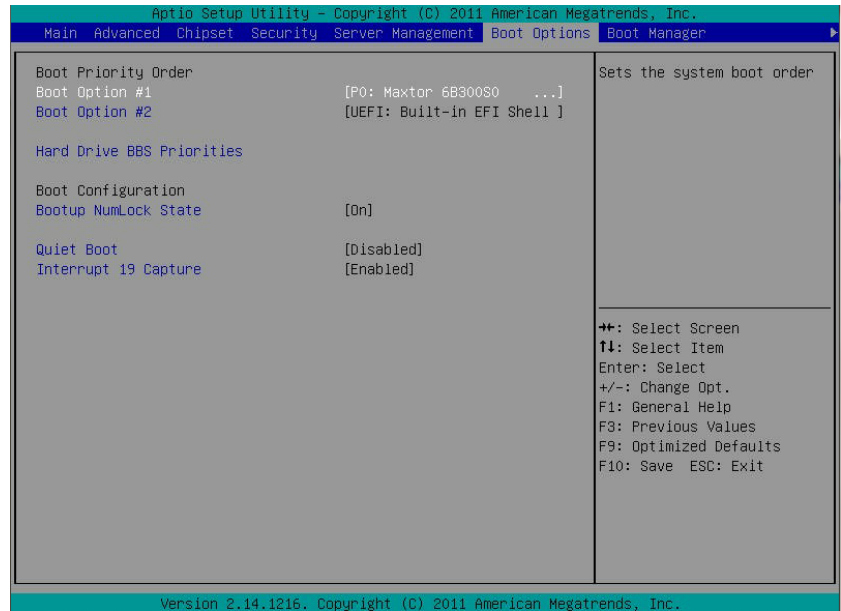 Aptio Setup Utility – Copyright (C) 2011 American Megatrends, Inc.
Main Advanced Chipset Security Server Management Boot Options Boot Manager
Boot Priority Order
Boot Option #1 [P0: Maxtor 6B300S0 ...]
Boot Option #2 [UEFI: Built-in EFI Shell ]
Hard Drive BBS Priorities
Boot Configuration
Bootup NumLock State [On]
Quiet Boot [Disabled]
Interrupt 19 Capture [Enabled]
Sets the system boot order
→←: Select Screen
↑↓: Select Item
Enter: Select
+/-: Change Opt.
F1: General Help
F3: Previous Values
F9: Optimized Defaults
F10: Save ESC: Exit
Version 2.14.1216. Copyright (C) 2011 American Megatrends, Inc.